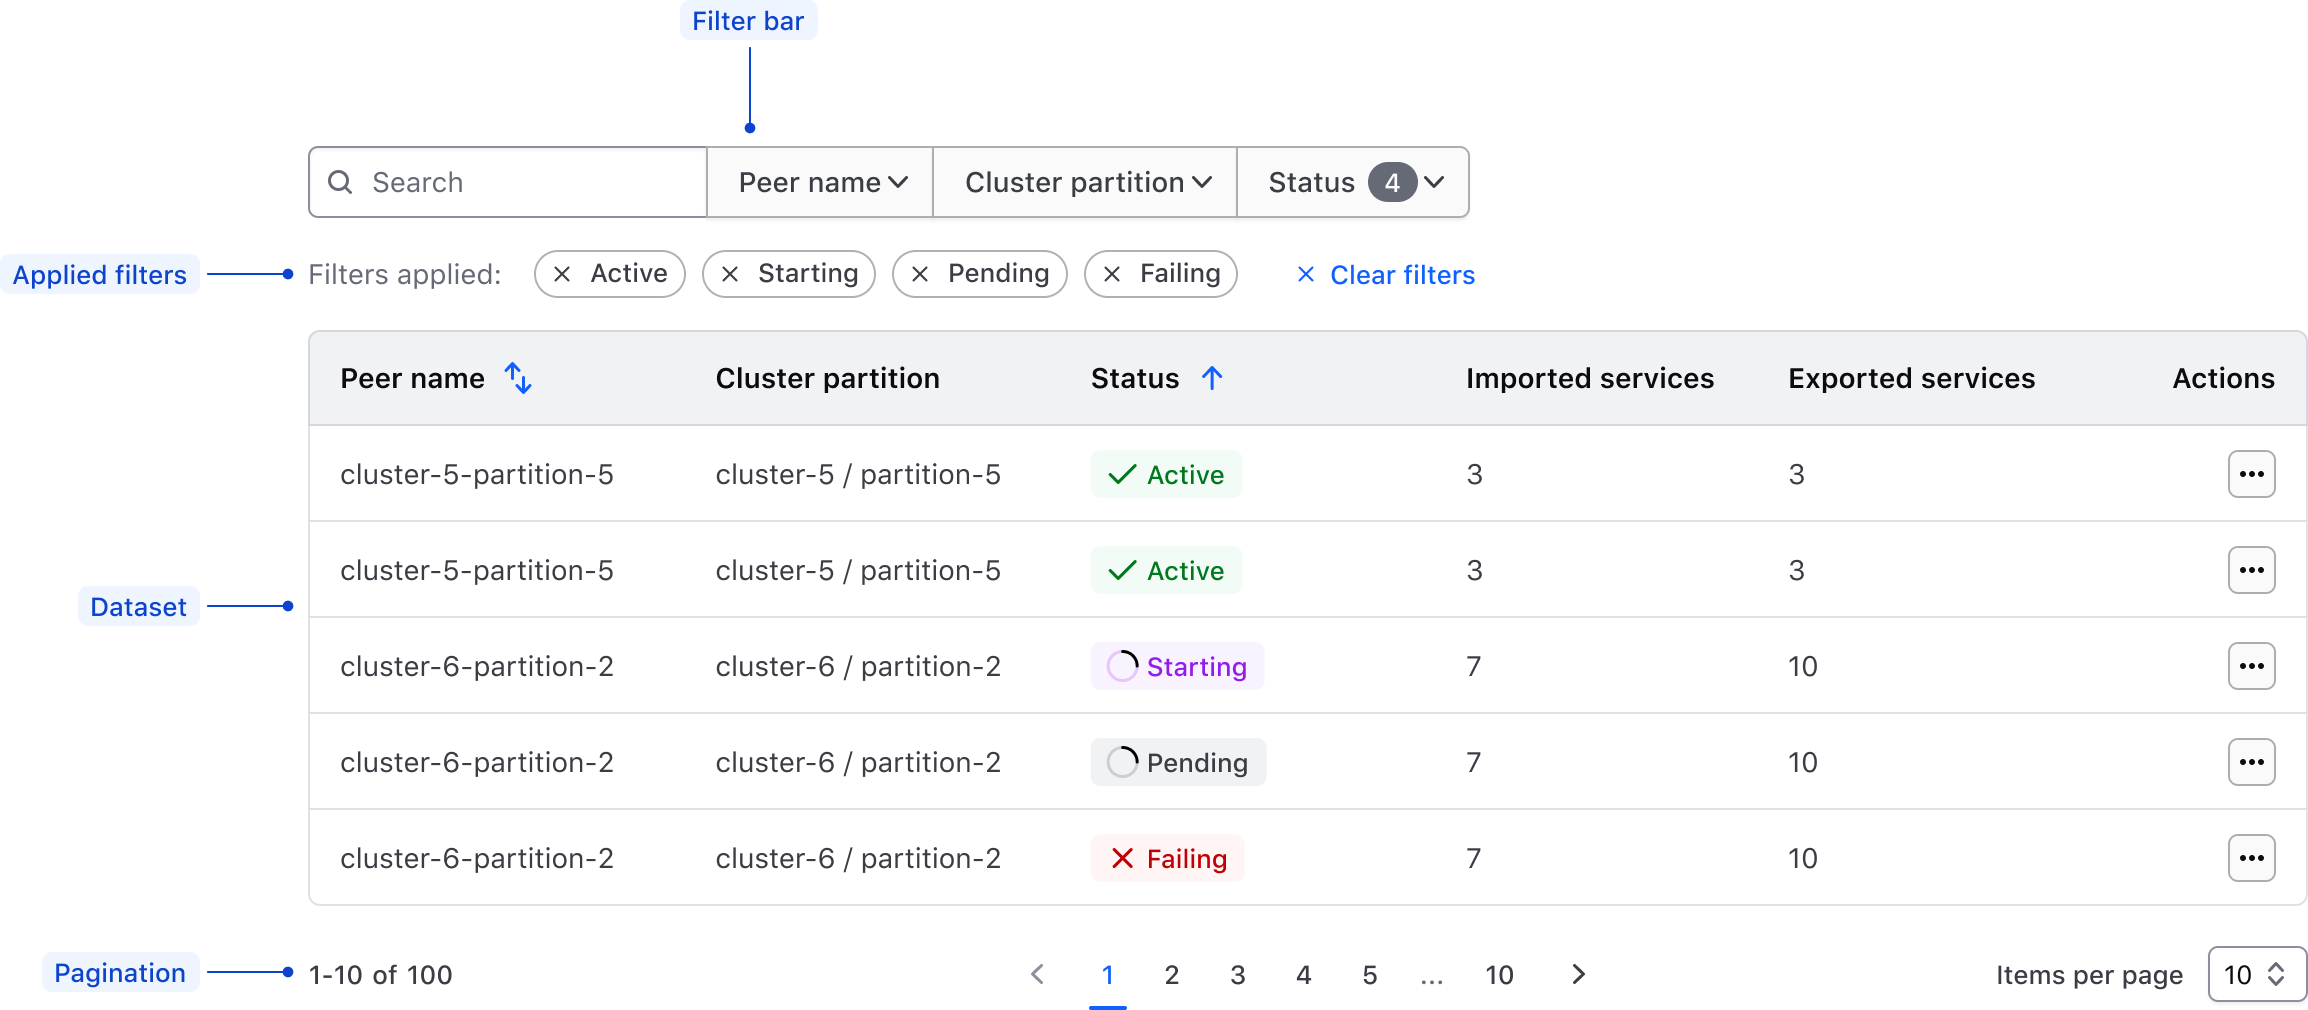 Filter bar
Search Peer name Cluster partition Status 4
Applied filters Filters applied: Active Starting Pending Failing Clear filters
Peer name Cluster partition Status Imported services Exported services Actions
cluster-5-partition-5 cluster-5 / partition-5 Active 3 3
cluster-5-partition-5 cluster-5 / partition-5 Active 3 3
Dataset
cluster-6-partition-2 cluster-6 / partition-2 Starting 7 10
cluster-6-partition-2 cluster-6 / partition-2 Pending 7 10
cluster-6-partition-2 cluster-6 / partition-2 Failing 7 10
Pagination 1-10 of 100 1 2 3 4 5 ... 10 Items per page 10